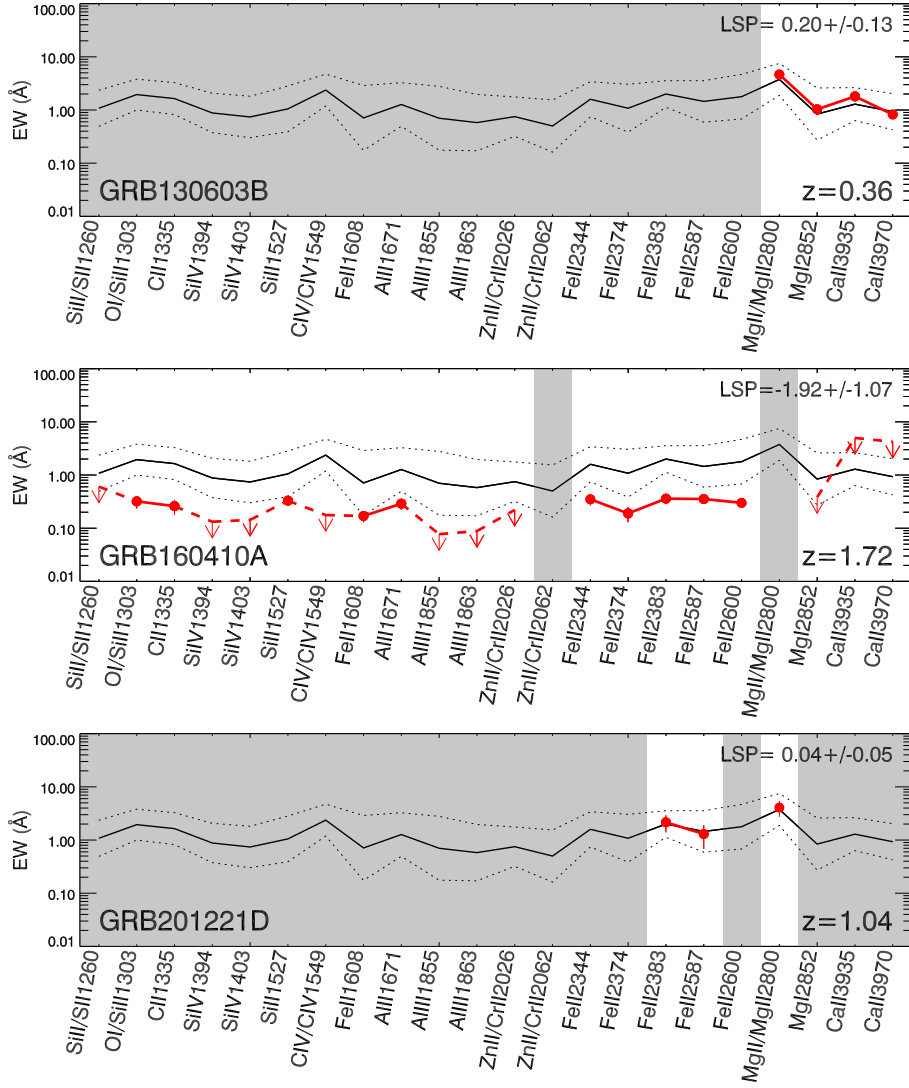 100.00
LSP = 0.20+/-0.13
10.00
EW (Å)
1.00
0.10
GRB130603B
z=0.36
0.01
SiII/SII1260
OI/SiII1303
CII1335
SiIV1394
SiIV1403
SiII1527
CIV/CIV1549
FeII1608
AlII1671
AlIII1855
AlIII1863
ZnII/CrII2026
ZnII/CrII2062
FeII2344
FeII2374
FeII2383
FeII2587
FeII2600
MgII/MgII2800
MgI2852
CaII3935
CaII3970
100.00
LSP=-1.92+/-1.07
10.00
EW (Å)
1.00
0.10
GRB160410A
z=1.72
0.01
SiII/SII1260
OI/SiII1303
CII1335
SiIV1394
SiIV1403
SiII1527
CIV/CIV1549
FeII1608
AlII1671
AlIII1855
AlIII1863
ZnII/CrII2026
ZnII/CrII2062
FeII2344
FeII2374
FeII2383
FeII2587
FeII2600
MgII/MgII2800
MgI2852
CaII3935
CaII3970
100.00
LSP= 0.04+/-0.05
10.00
EW (Å)
1.00
0.10
GRB201221D
z=1.04
0.01
SiII/SII1260
OI/SiII1303
CII1335
SiIV1394
SiIV1403
SiII1527
CIV/CIV1549
FeII1608
AlII1671
AlIII1855
AlIII1863
ZnII/CrII2026
ZnII/CrII2062
FeII2344
FeII2374
FeII2383
FeII2587
FeII2600
MgII/MgII2800
MgI2852
CaII3935
CaII3970